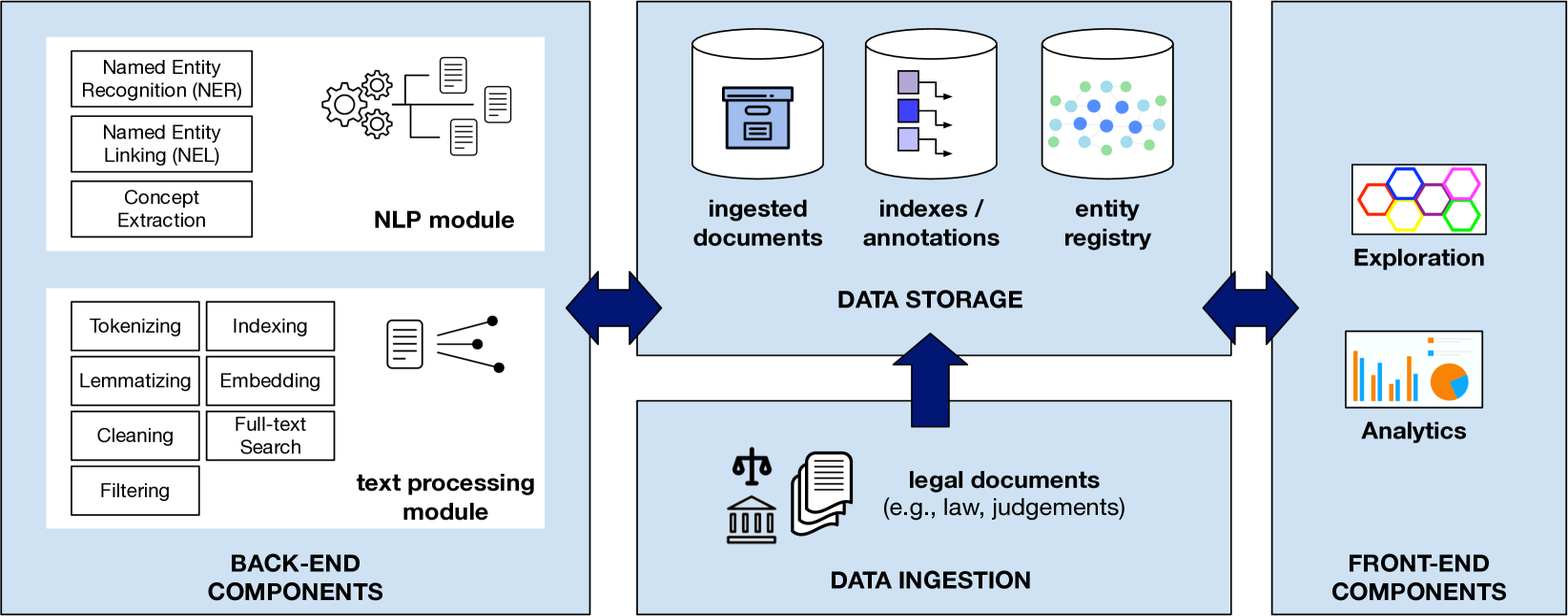 Named Entity
Recognition (NER)
Named Entity
Linking (NEL)
Concept
Extraction
NLP module
Tokenizing
Indexing
Lemmatizing
Embedding
Cleaning
Full-text
Search
Filtering
text processing
module
BACK-END
COMPONENTS
ingested
documents
indexes /
annotations
entity
registry
DATA STORAGE
legal documents
(e.g., law, judgements)
DATA INGESTION
Exploration
Analytics
FRONT-END
COMPONENTS